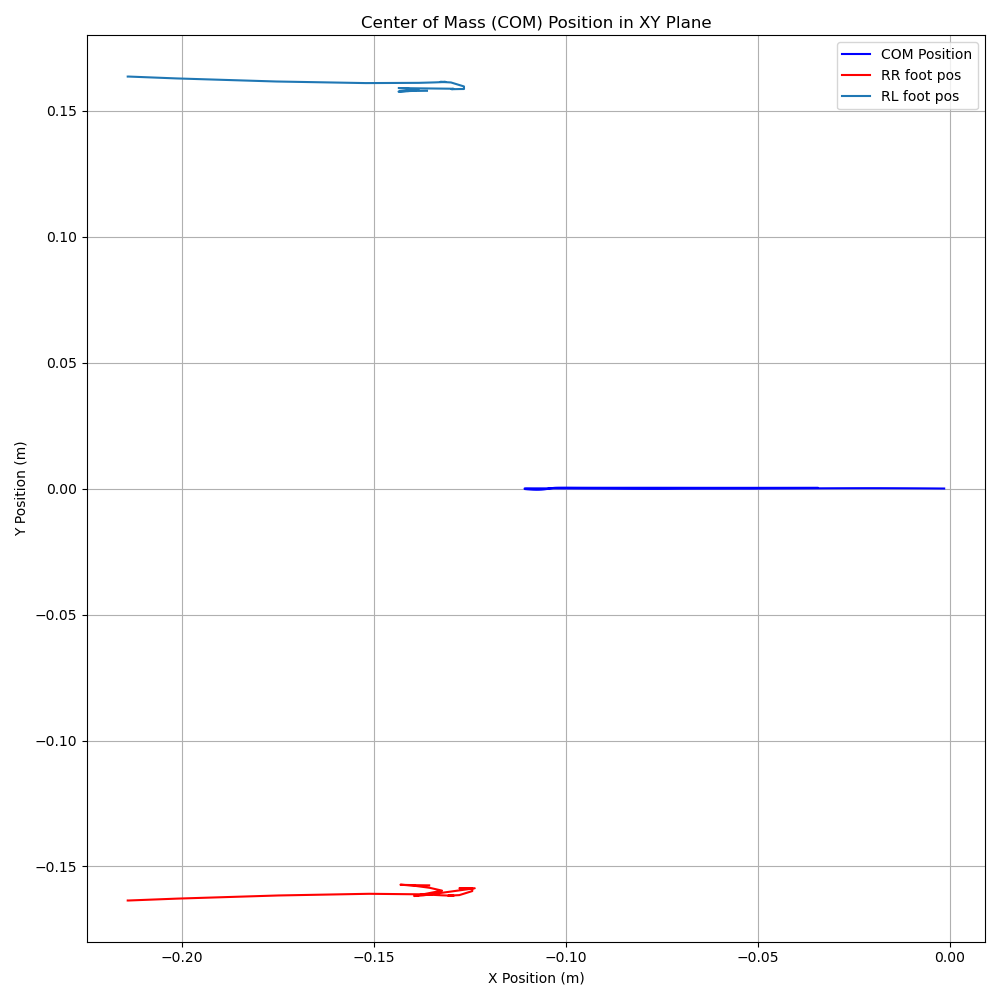 Center of Mass (COM) Position in XY Plane
COM Position
RR foot pos
RL foot pos
0.15
0.10
0.05
0.00
−0.05
−0.10
−0.15
Y Position (m)
−0.20
−0.15
−0.10
−0.05
0.00
X Position (m)